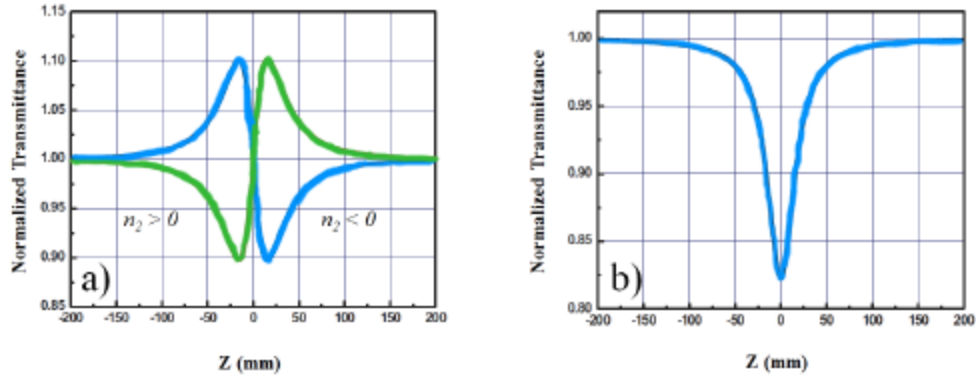 Normalized Transmittance
1.15
1.10
1.05
1.00
0.95
0.90
0.85
n₂ > 0
n₂ < 0
a)
-200 -150 -100 -50 0 50 100 150 200
Z (mm)
Normalized Transmittance
1.00
0.95
0.90
0.85
0.80
b)
-200 -150 -100 -50 0 50 100 150 200
Z (mm)